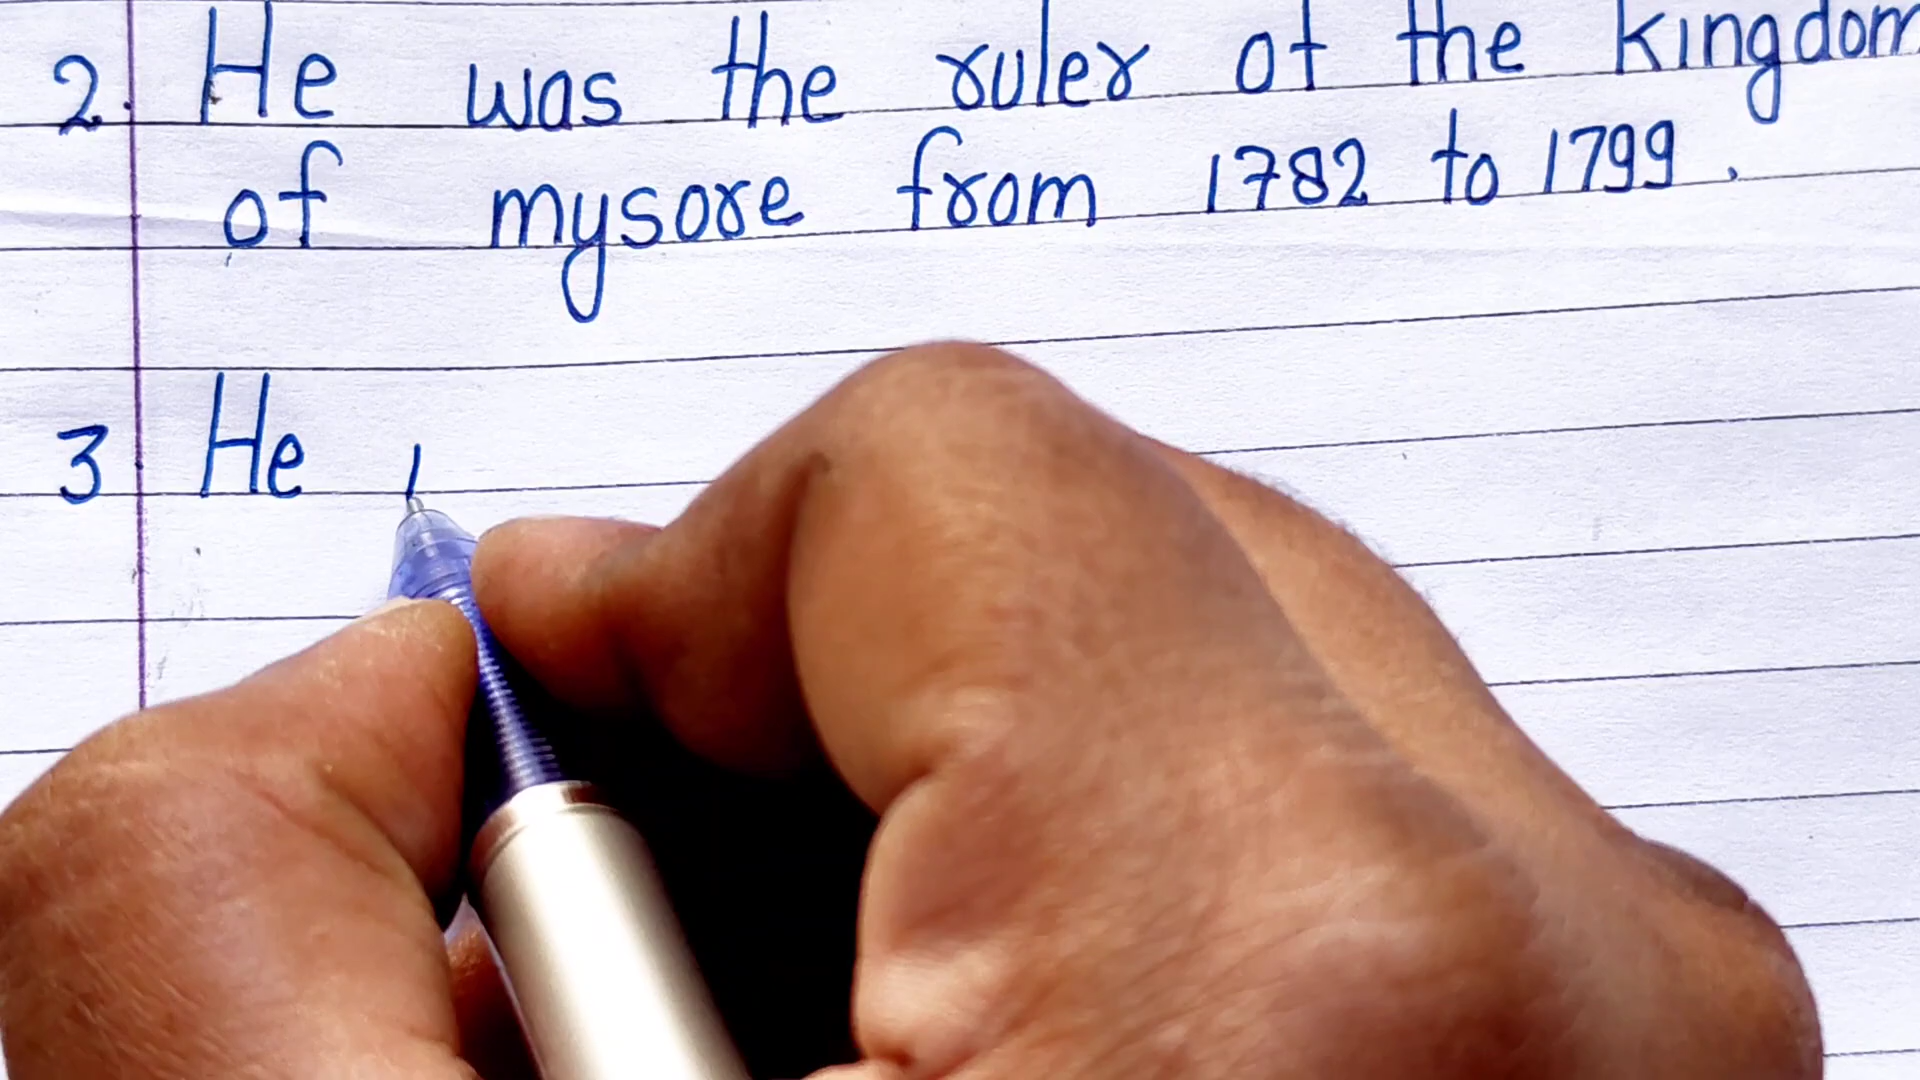 2. He was the ruler of the kingdom
of mysore from 1782 to 1799.
3 He